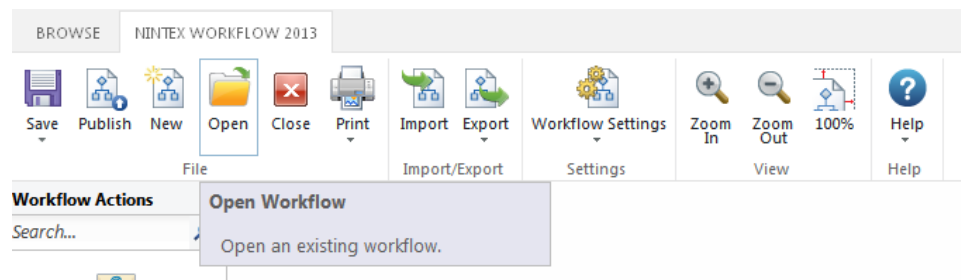 BROWSE NINTEX WORKFLOW 2013
Save Publish New Open Close Print Import Export Workflow Settings Zoom In Zoom Out 100% Help
File Import/Export Settings View Help
Workflow Actions
Search...
Open Workflow
Open an existing workflow.